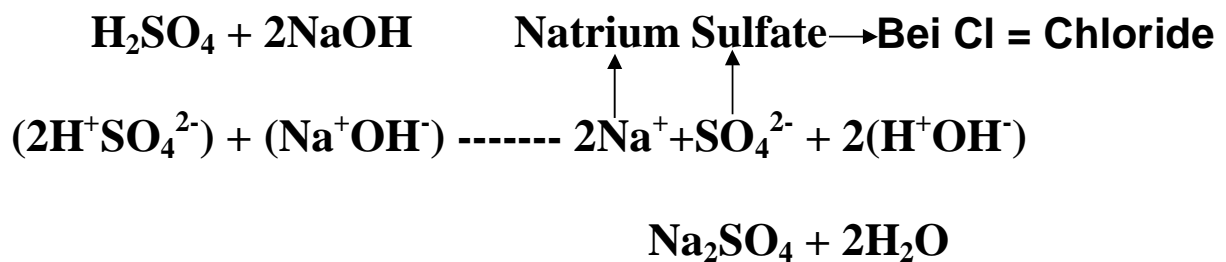 H₂SO₄ + 2NaOH Natrium Sulfate→Bei Cl = Chloride
(2H⁺SO₄²⁻) + (Na⁺OH⁻) ------- 2Na⁺+SO₄²⁻ + 2(H⁺OH⁻)
Na₂SO₄ + 2H₂O